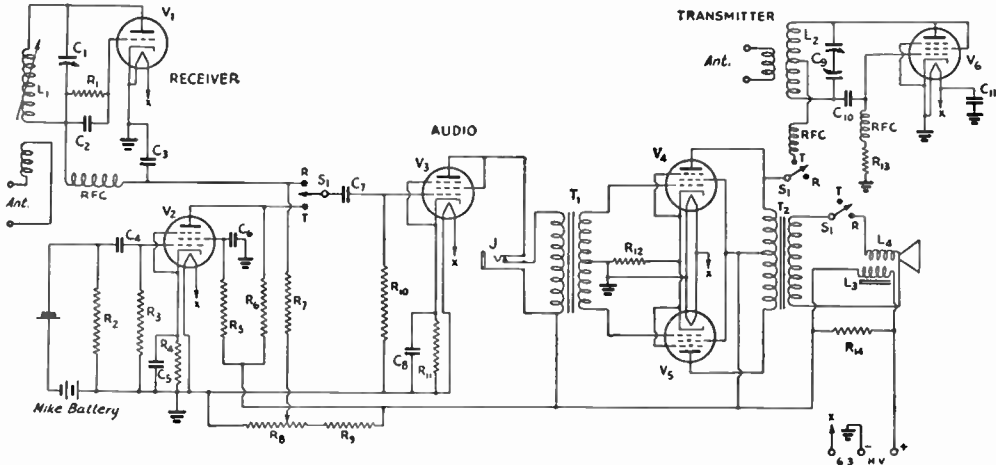 V1
C1
R1
L1
C2
C3
RECEIVER
RFC
Ant.
V2
C4
R2
R3
R4
C5
x
C6
R5
R6
R7
R
S1
T
C7
Mike Battery
R8
R9
AUDIO
V3
R10
C8
R11
x
J
T1
V4
R12
x
V5
TRANSMITTER
Ant.
L2
C9
C10
V6
x
C11
RFC
RFC
R13
T
S1
R
T2
T
S1
R
L4
L3
R14
x
6 3
-
H V
+
x